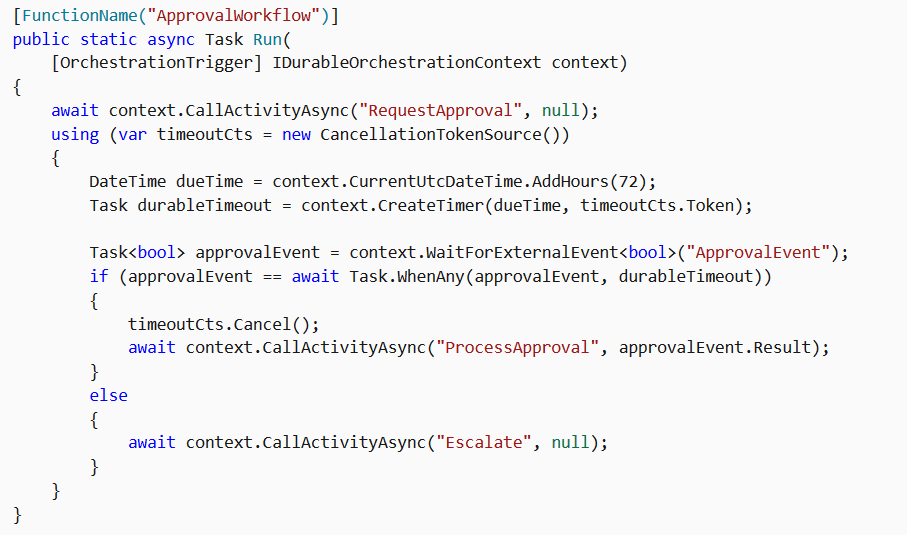 [FunctionName("ApprovalWorkflow")]
public static async Task Run(
    [OrchestrationTrigger] IDurableOrchestrationContext context)
{
    await context.CallActivityAsync("RequestApproval", null);
    using (var timeoutCts = new CancellationTokenSource())
    {
        DateTime dueTime = context.CurrentUtcDateTime.AddHours(72);
        Task durableTimeout = context.CreateTimer(dueTime, timeoutCts.Token);

        Task<bool> approvalEvent = context.WaitForExternalEvent<bool>("ApprovalEvent");
        if (approvalEvent == await Task.WhenAny(approvalEvent, durableTimeout))
        {
            timeoutCts.Cancel();
            await context.CallActivityAsync("ProcessApproval", approvalEvent.Result);
        }
        else
        {
            await context.CallActivityAsync("Escalate", null);
        }
    }
}